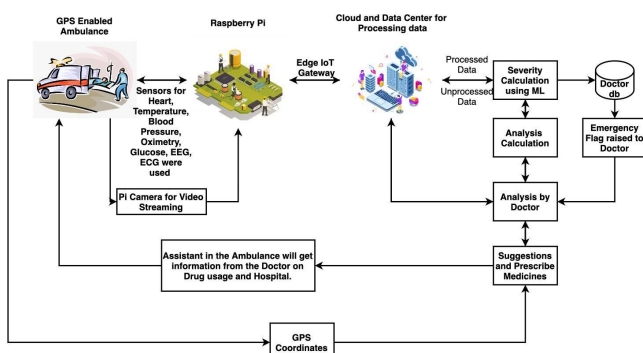 GPS Enabled
Ambulance
Raspberry Pi
Cloud and Data Center for
Processing data
Edge IoT
Gateway
Processed
Data
Unprocessed
Data
Severity
Calculation
using ML
Doctor
db
Sensors for
Heart,
Temperature,
Blood
Pressure,
Oximetry,
Glucose, EEG,
ECG were
used
Analysis
Calculation
Emergency
Flag raised to
Doctor
Pi Camera for Video
Streaming
Analysis by
Doctor
Assistant in the Ambulance will get
information from the Doctor on
Drug usage and Hospital.
Suggestions
and Prescribe
Medicines
GPS
Coordinates